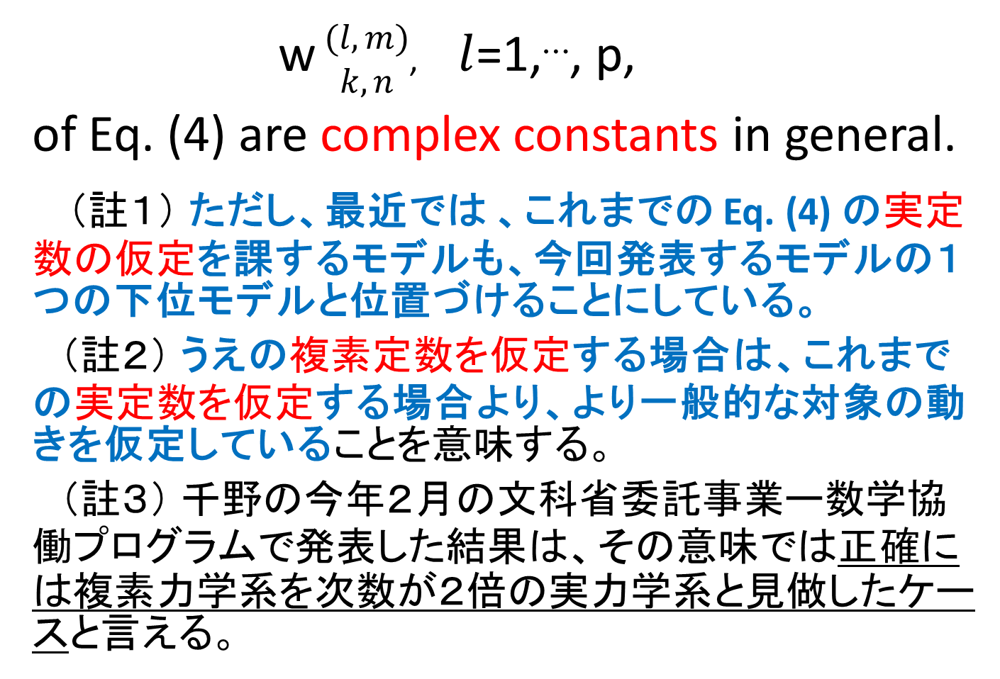 w (l,m) k,n, l=1,…, p,
of Eq. (4) are complex constants in general.
（註１）ただし、最近では 、これまでの Eq. (4) の実定
数の仮定を課するモデルも、今回発表するモデルの１
つの下位モデルと位置づけることにしている。
（註２）うえの複素定数を仮定する場合は、これまで
の実定数を仮定する場合より、より一般的な対象の動
きを仮定していることを意味する。
（註３）千野の今年２月の文科省委託事業ー数学協
働プログラムで発表した結果は、その意味では正確に
は複素力学系を次数が２倍の実力学系と見做したケー
スと言える。